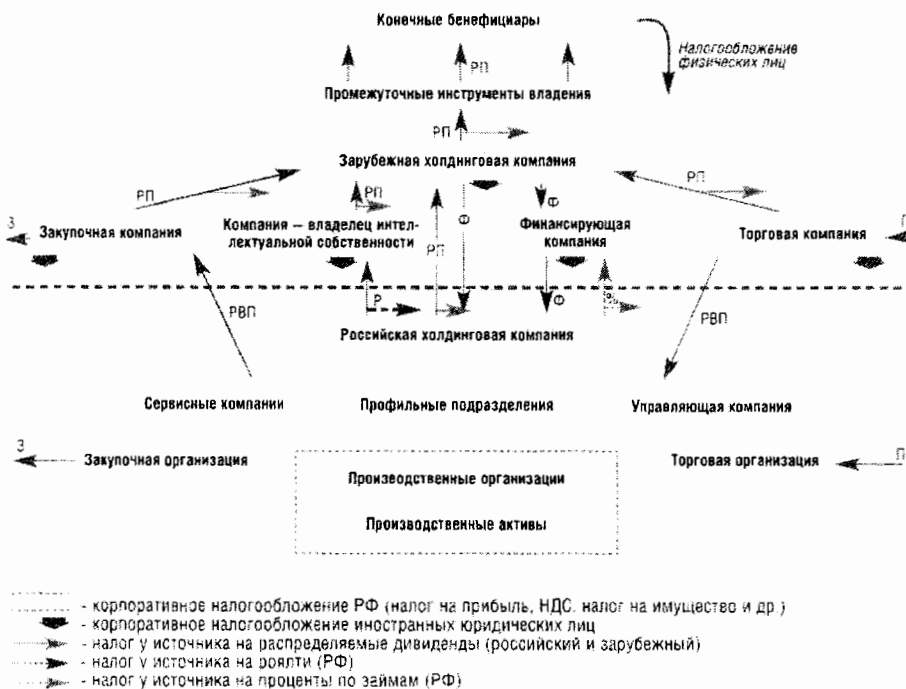 Конечные бенефициары
Налогообложение
физических лиц
РП
Промежуточные инструменты владения
РП
Зарубежная холдинговая компания
РП
РП
Ф
Ф
РП
З
Закупочная компания
Компания – владелец интел-
лектуальной собственности
РП
Финансирующая
компания
Торговая компания
П
РВП
Р
Ф
%
РВП
Российская холдинговая компания
Сервисные компании
Профильные подразделения
Управляющая компания
З
Закупочная организация
Торговая организация
П
Производственные организации
Производственные активы
- корпоративное налогообложение РФ (налог на прибыль, НДС, налог на имущество и др.)
- корпоративное налогообложение иностранных юридических лиц
- налог у источника на распределяемые дивиденды (российский и зарубежный)
- налог у источника на роялти (РФ)
- налог у источника на проценты по займам (РФ)